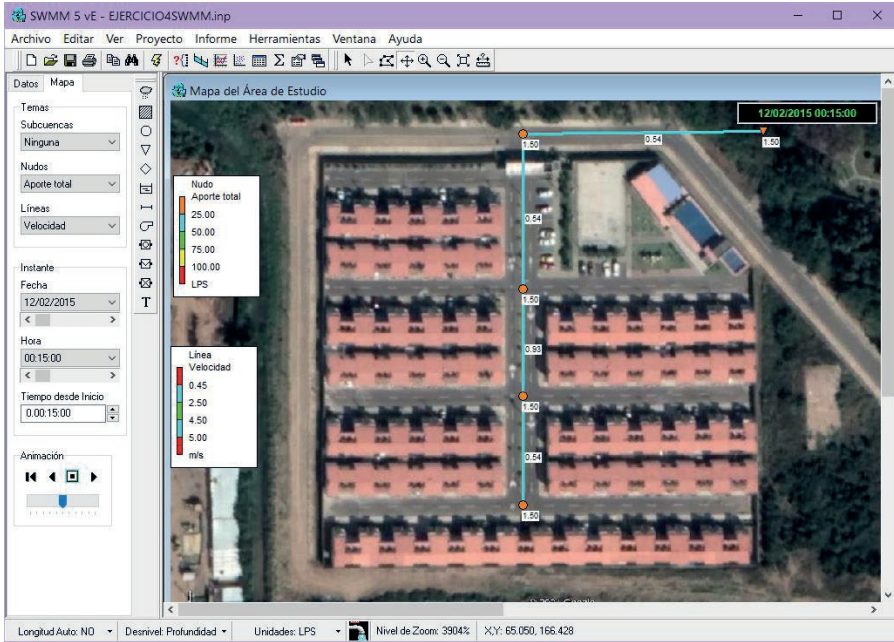 SWMM 5 vE - EJERCICIO4SWMM.inp
Archivo Editar Ver Proyecto Informe Herramientas Ventana Ayuda
Datos Mapa
Temas
Subcuencas
Ninguna
Nudos
Aporte total
Líneas
Velocidad
Instante
Fecha
12/02/2015
Hora
00:15:00
Tiempo desde Inicio
0.00:15:00
Animación
T
Mapa del Área de Estudio
12/02/2015 00:15:00
1.50
0.54
1.50
0.54
1.50
0.93
1.50
0.54
1.50
Nudo
Aporte total
25.00
50.00
75.00
100.00
LPS
Línea
Velocidad
0.45
2.50
4.50
5.00
m/s
Longitud Auto: NO Desnivel: Profundidad Unidades: LPS Nivel de Zoom: 3904% X,Y: 65.050, 166.428